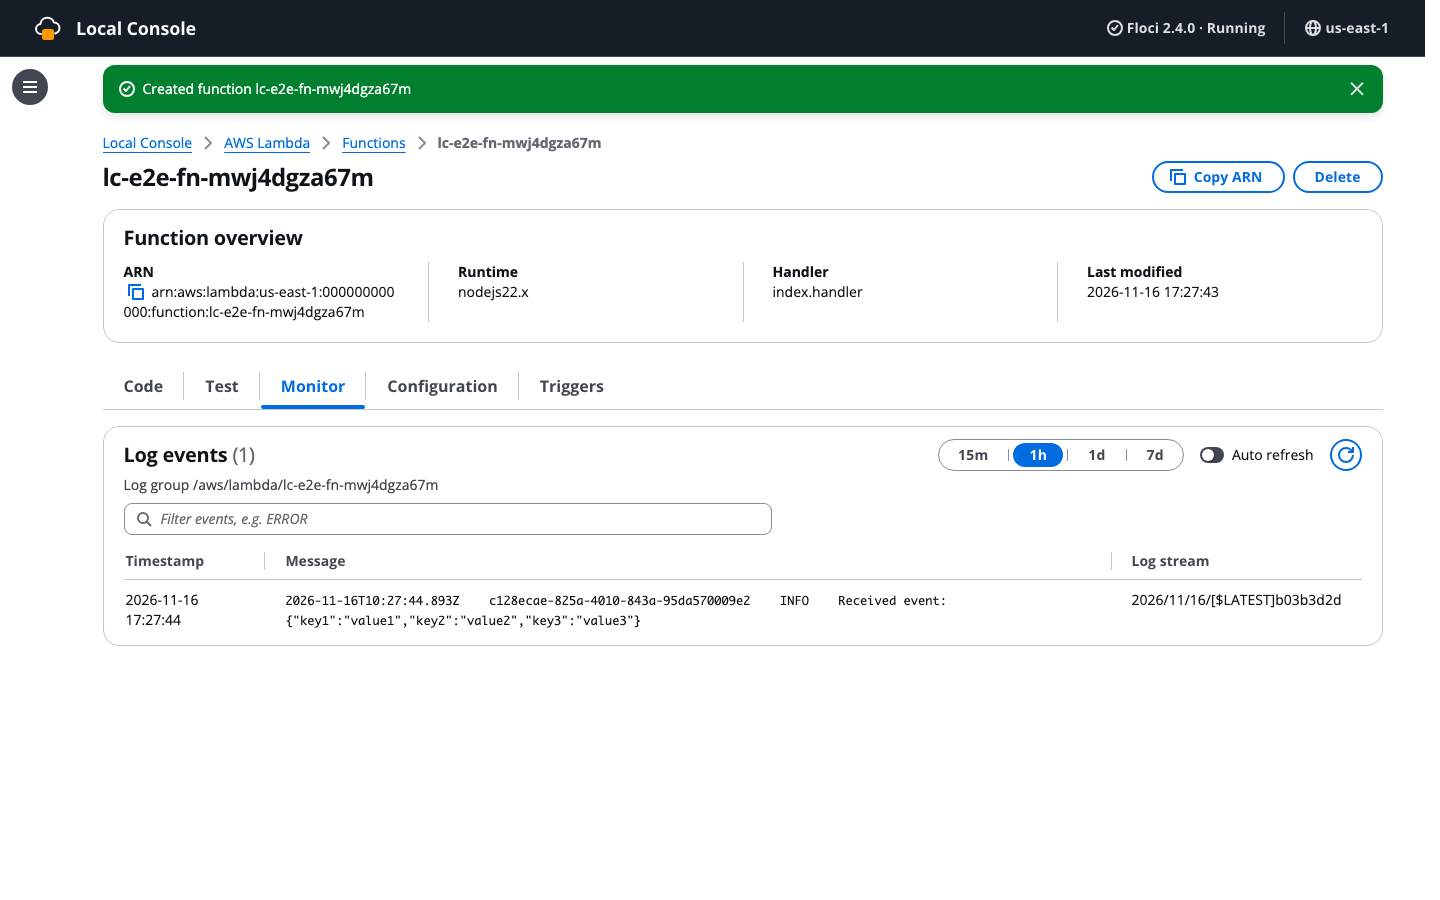 Local Console
Floci 2.4.0 · Running
us-east-1
Created function lc-e2e-fn-mwj4dgza67m
Local Console
AWS Lambda
Functions
lc-e2e-fn-mwj4dgza67m
lc-e2e-fn-mwj4dgza67m
Copy ARN
Delete
Function overview
ARN
arn:aws:lambda:us-east-1:000000000
000:function:lc-e2e-fn-mwj4dgza67m
Runtime
nodejs22.x
Handler
index.handler
Last modified
2026-11-16 17:27:43
Code
Test
Monitor
Configuration
Triggers
Log events (1)
15m
1h
1d
7d
Auto refresh
Log group /aws/lambda/lc-e2e-fn-mwj4dgza67m
Filter events, e.g. ERROR
Timestamp
Message
Log stream
2026-11-16
17:27:44
2026-11-16T10:27:44.893Z c128ecae-825a-4010-843a-95da570009e2 INFO Received event:
{"key1":"value1","key2":"value2","key3":"value3"}
2026/11/16/[$LATEST]b03b3d2d